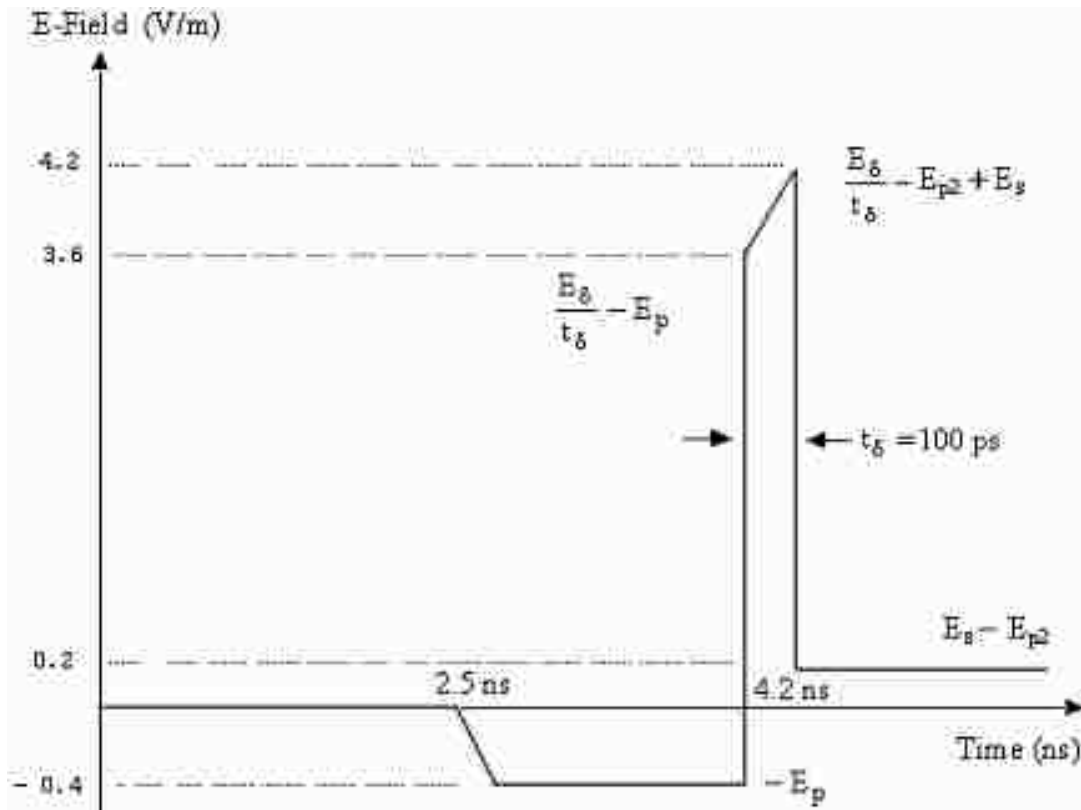 E-Field (V/m)
4.2
E_δ/t_δ − E_p2 + E_s
3.6
E_δ/t_δ − E_p
t_δ = 100 ps
0.2
E_s − E_p2
2.5 ns
4.2 ns
Time (ns)
- 0.4
− E_p